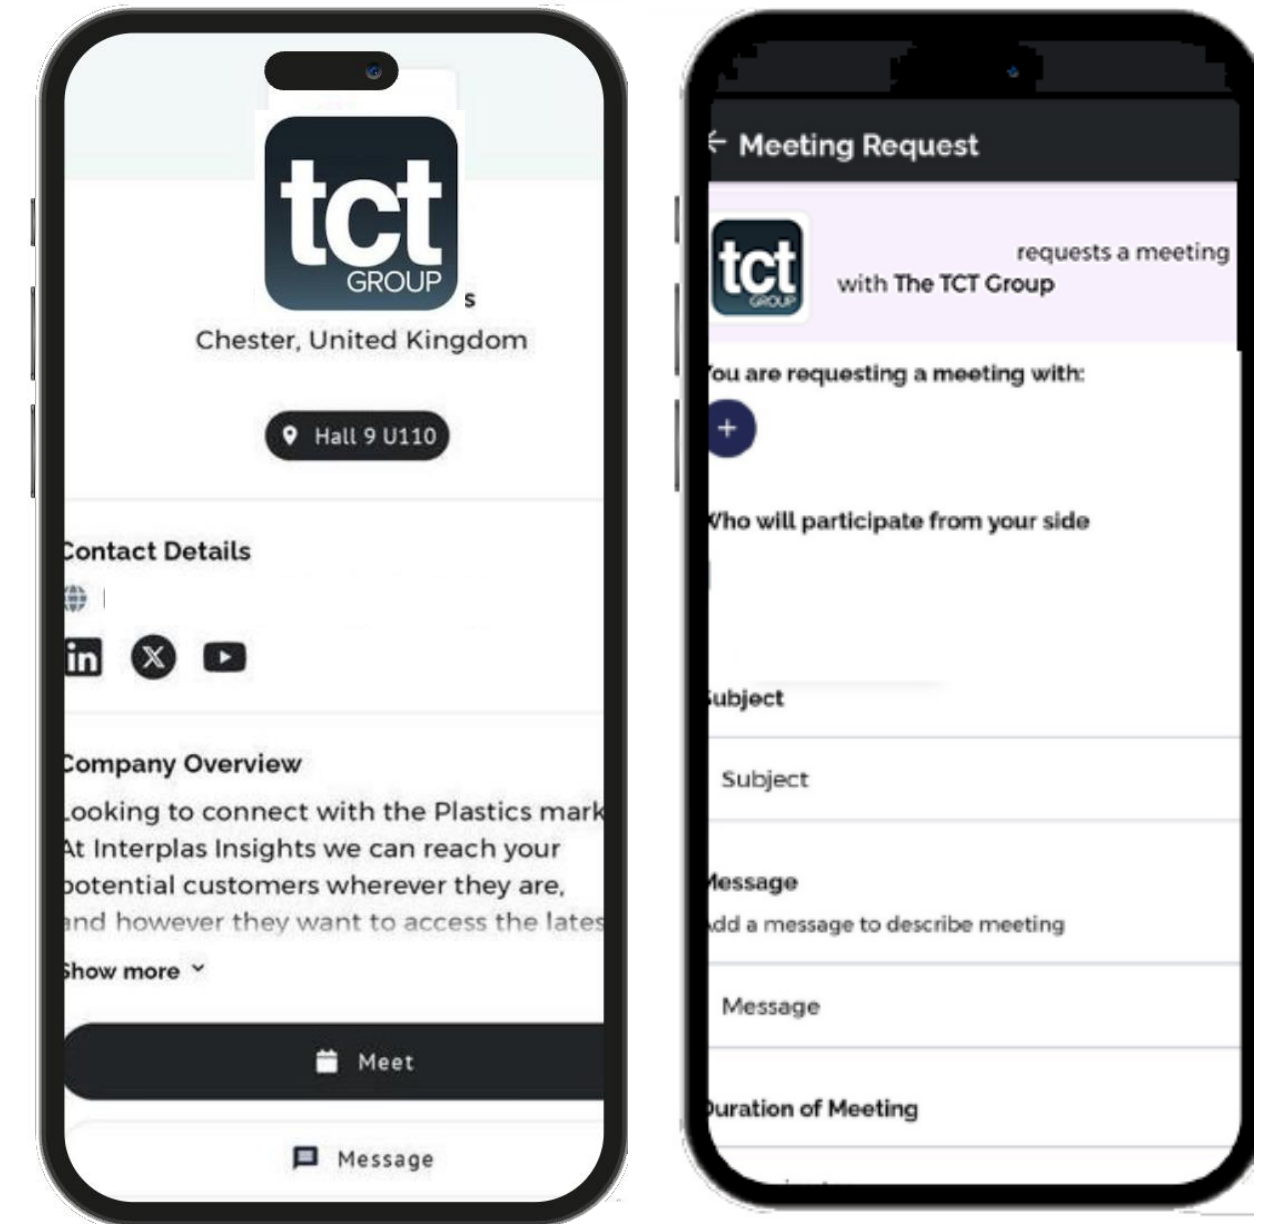 tct
GROUP
s
Chester, United Kingdom
Hall 9 U110
Contact Details
in
X
Company Overview
Looking to connect with the Plastics mark
At Interplas Insights we can reach your
potential customers wherever they are,
and however they want to access the lates
Show more
Meet
Message
Meeting Request
tct
GROUP
requests a meeting
with The TCT Group
You are requesting a meeting with:
+
Who will participate from your side
Subject
Subject
Message
Add a message to describe meeting
Message
Duration of Meeting